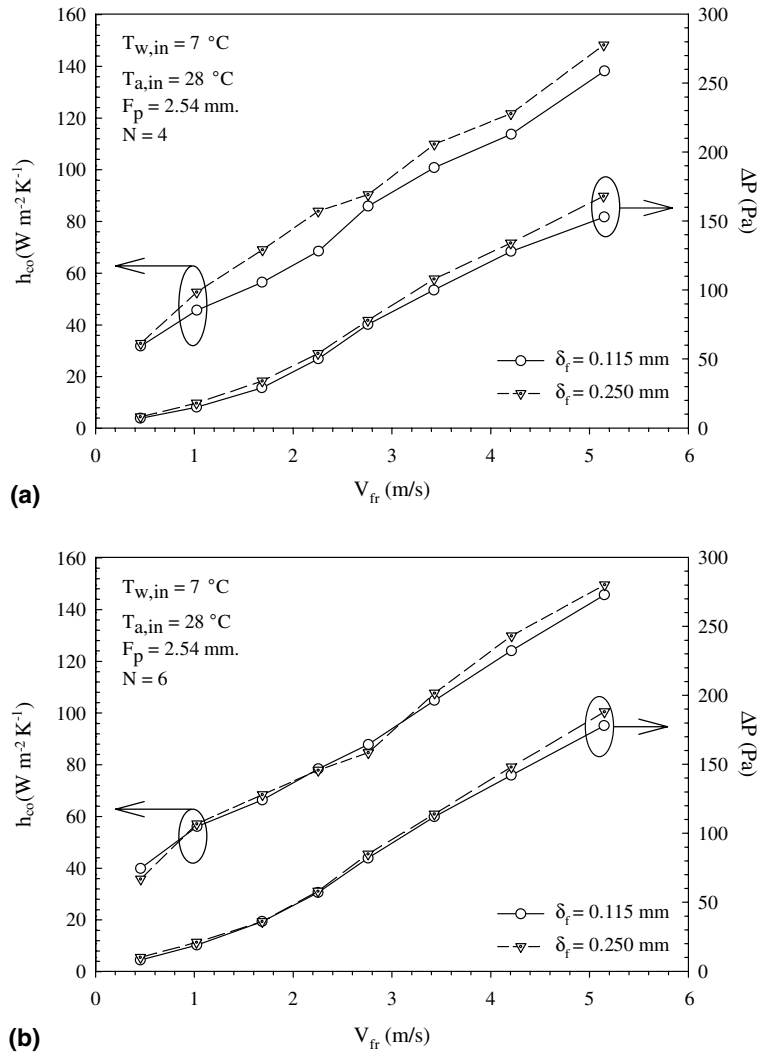 160
140
120
100
80
60
40
20
0
300
250
200
150
100
50
0
0 1 2 3 4 5 6
h_co (W m⁻² K⁻¹)
ΔP (Pa)
V_fr (m/s)
T_w,in = 7 °C
T_a,in = 28 °C
F_p = 2.54 mm.
N = 4
δ_f = 0.115 mm
δ_f = 0.250 mm
(a)
160
140
120
100
80
60
40
20
0
300
250
200
150
100
50
0
0 1 2 3 4 5 6
h_co (W m⁻² K⁻¹)
ΔP (Pa)
V_fr (m/s)
T_w,in = 7 °C
T_a,in = 28 °C
F_p = 2.54 mm.
N = 6
δ_f = 0.115 mm
δ_f = 0.250 mm
(b)